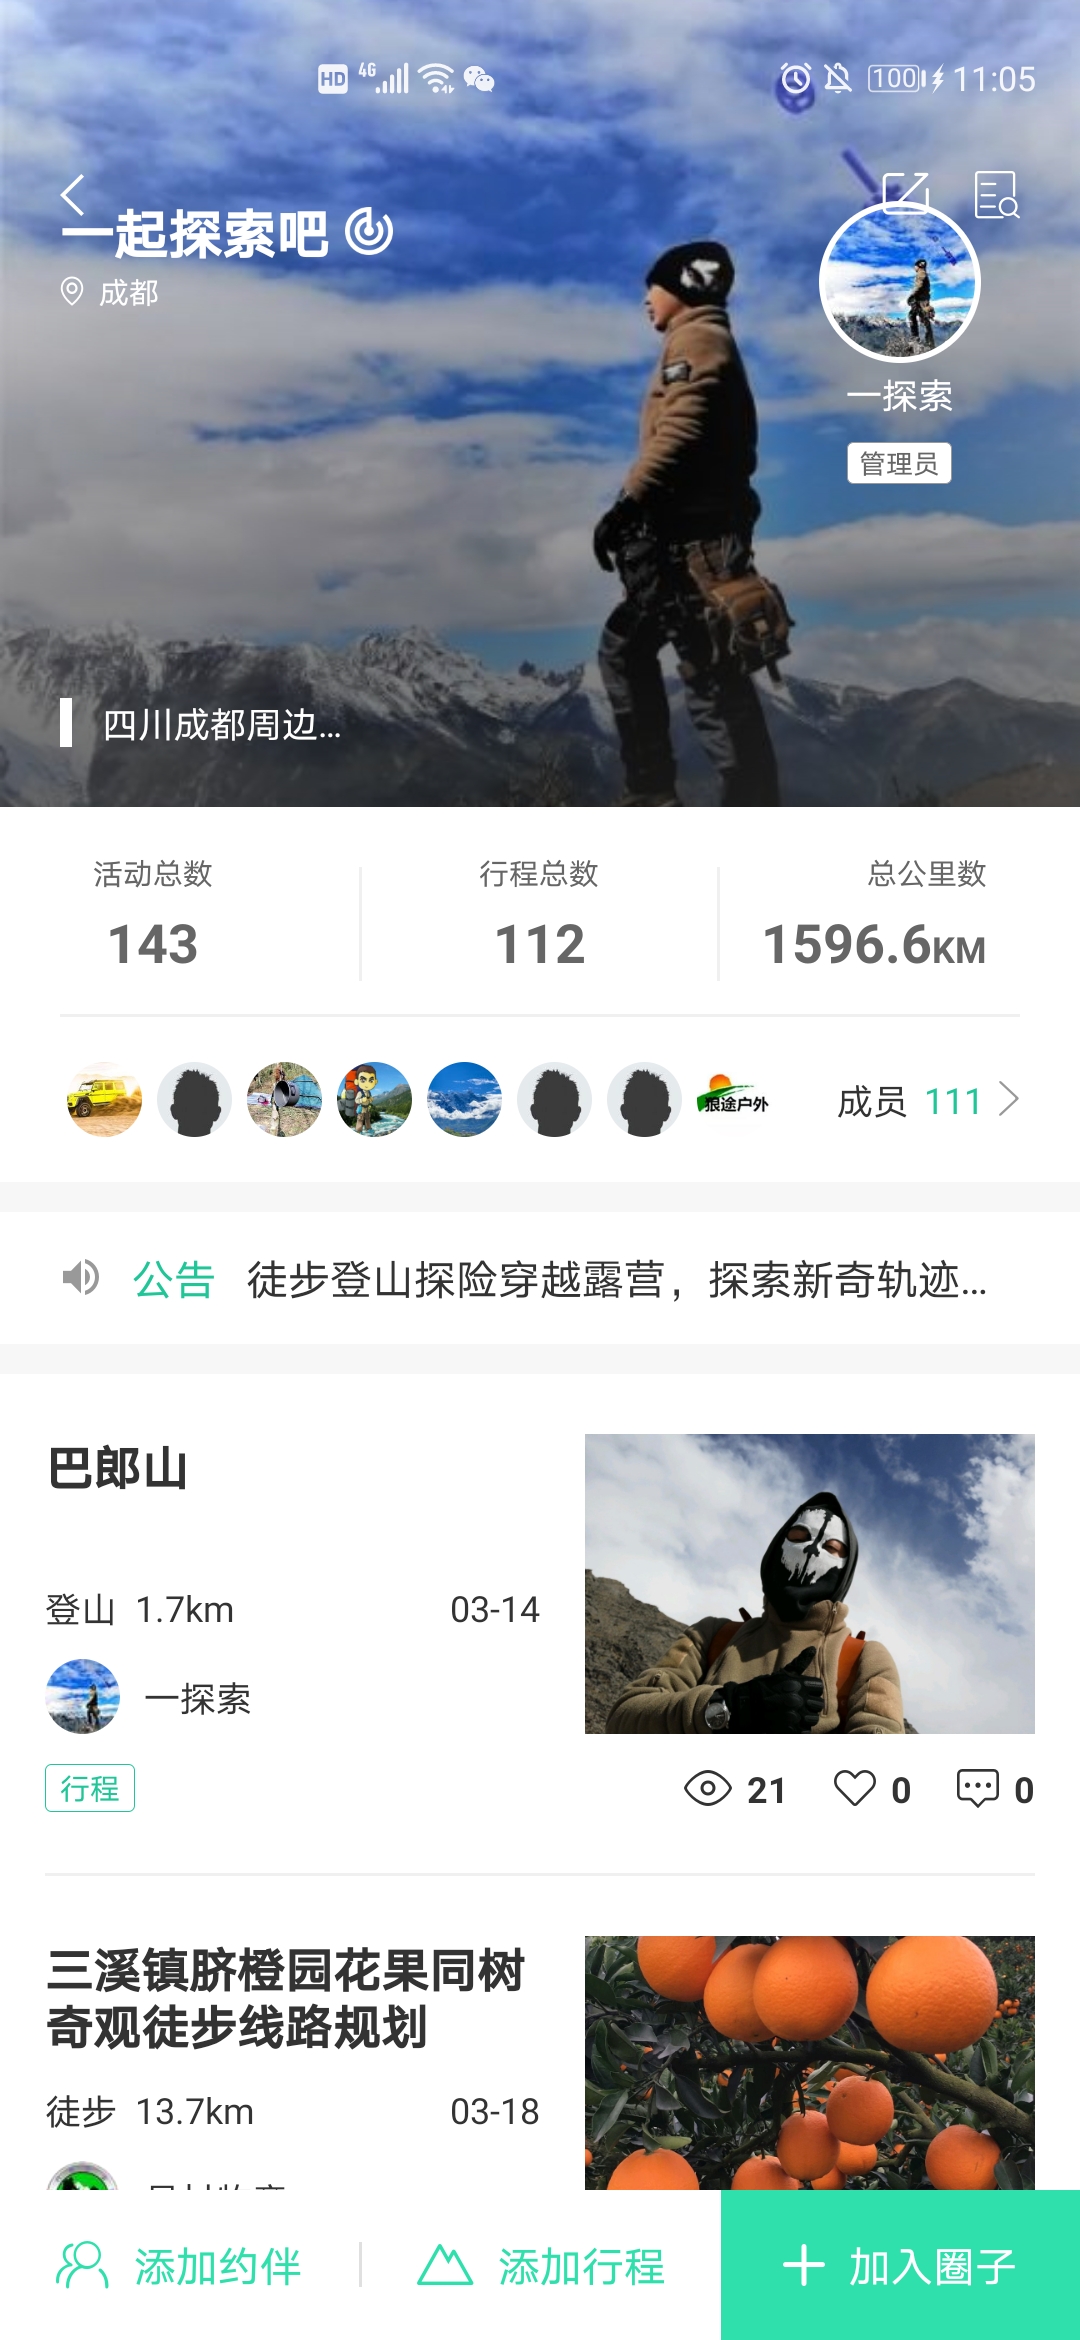 HD 4G 100 11:05
一起探索吧
成都
一探索
管理员
四川成都周边...
活动总数 行程总数 总公里数
143 112 1596.6KM
狼途户外 成员 111
公告 徒步登山探险穿越露营，探索新奇轨迹...
巴郎山
登山 1.7km 03-14
一探索
行程 21 0 0
三溪镇脐橙园花果同树
奇观徒步线路规划
徒步 13.7km 03-18
添加约伴 添加行程 加入圈子